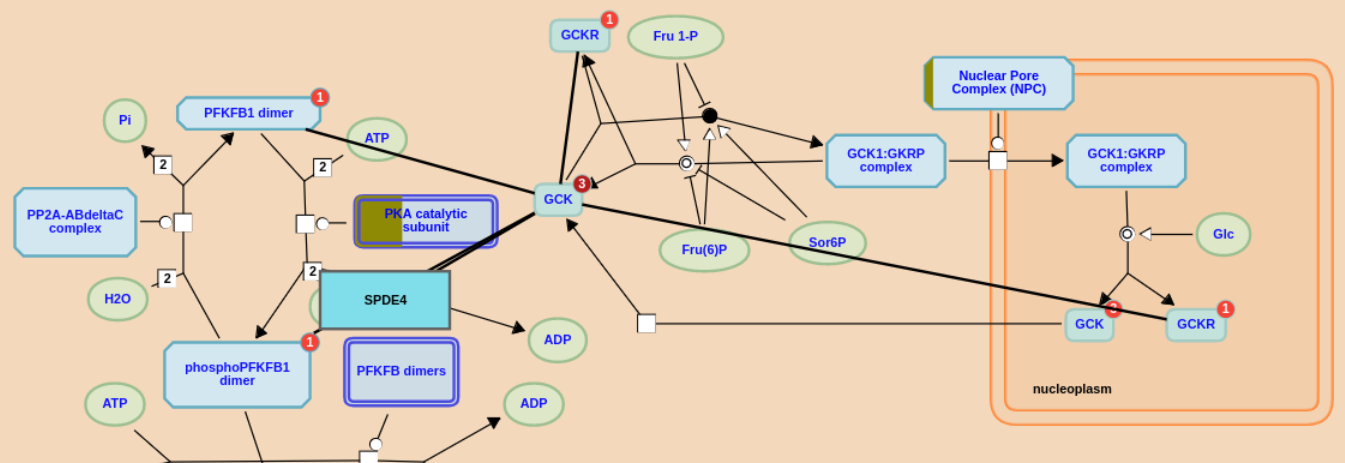 GCKR
1
Fru 1-P
Nuclear Pore
Complex (NPC)
PFKFB1 dimer
1
Pi
ATP
2
2
GCK1:GKRP
complex
GCK1:GKRP
complex
GCK
3
PP2A-ABdeltaC
complex
PKA catalytic
subunit
Fru(6)P
Sor6P
Glc
2
2
H2O
SPDE4
GCK
GCKR
1
ADP
phosphoPFKFB1
dimer
1
PFKFB dimers
nucleoplasm
ATP
ADP